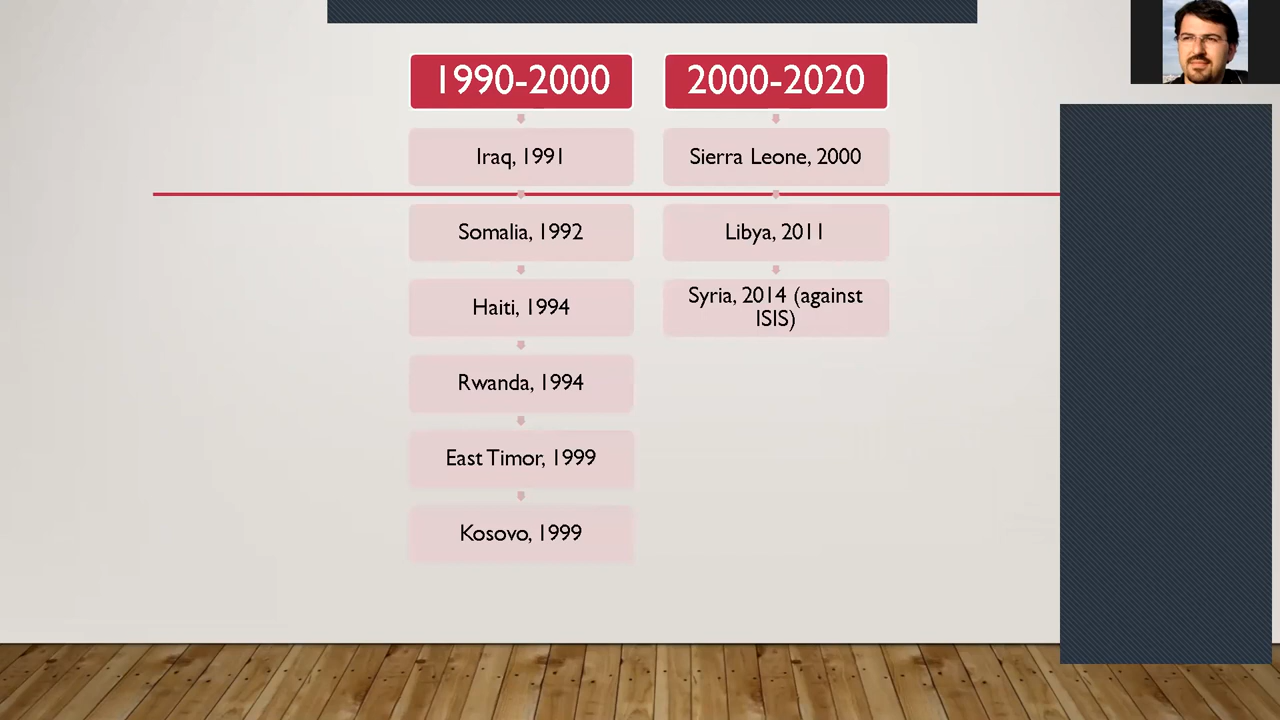 1990-2000
Iraq, 1991
Somalia, 1992
Haiti, 1994
Rwanda, 1994
East Timor, 1999
Kosovo, 1999
2000-2020
Sierra Leone, 2000
Libya, 2011
Syria, 2014 (against
ISIS)